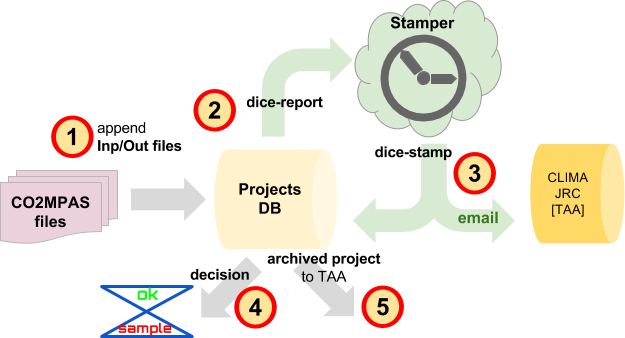 Stamper
2
dice-report
1
append
Inp/Out files
dice-stamp
3
CO2MPAS
files
Projects
DB
CLIMA
JRC
[TAA]
email
decision
4
archived project
to TAA
5
ok
sample